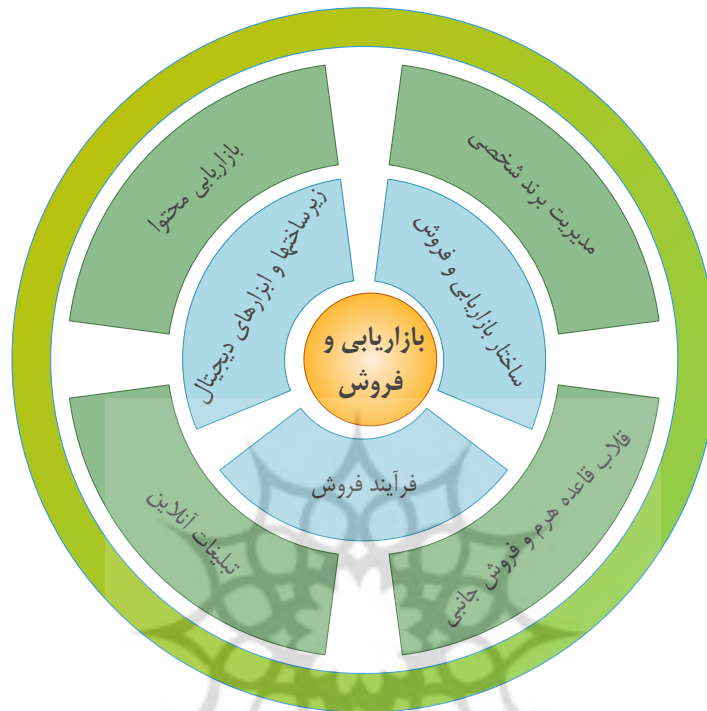 مدیریت برند شخصی
بازاریابی محتوا
ساختار بازاریابی و فروش
زیرساختها و ابزارهای دیجیتال
بازاریابی و
فروش
فرآیند فروش
قلاب قاعده هرم و فروش جانبی
تبلیغات آنلاین